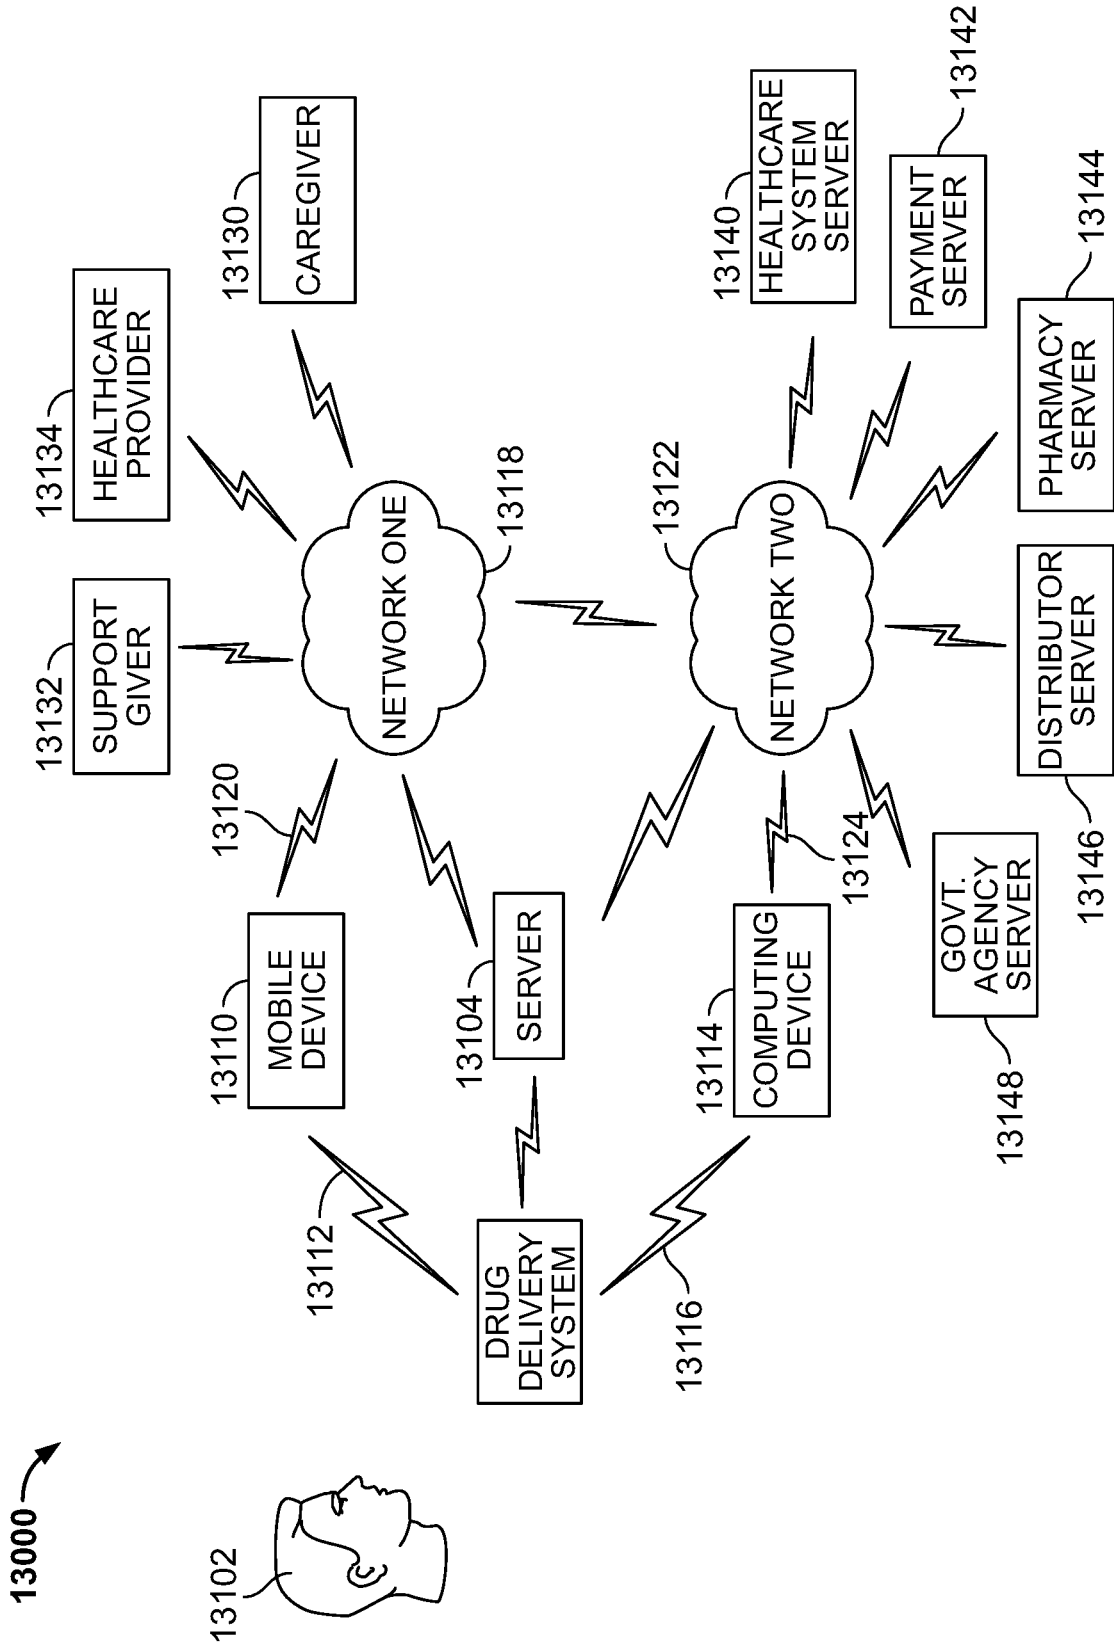 13000
13102
DRUG
DELIVERY
SYSTEM
13112
13116
13110
MOBILE
DEVICE
13104
SERVER
13114
COMPUTING
DEVICE
13120
13124
NETWORK ONE
13118
NETWORK TWO
13122
13132
SUPPORT
GIVER
13134
HEALTHCARE
PROVIDER
13130
CAREGIVER
13140
HEALTHCARE
SYSTEM
SERVER
13142
PAYMENT
SERVER
13144
PHARMACY
SERVER
13146
DISTRIBUTOR
SERVER
13148
GOVT.
AGENCY
SERVER